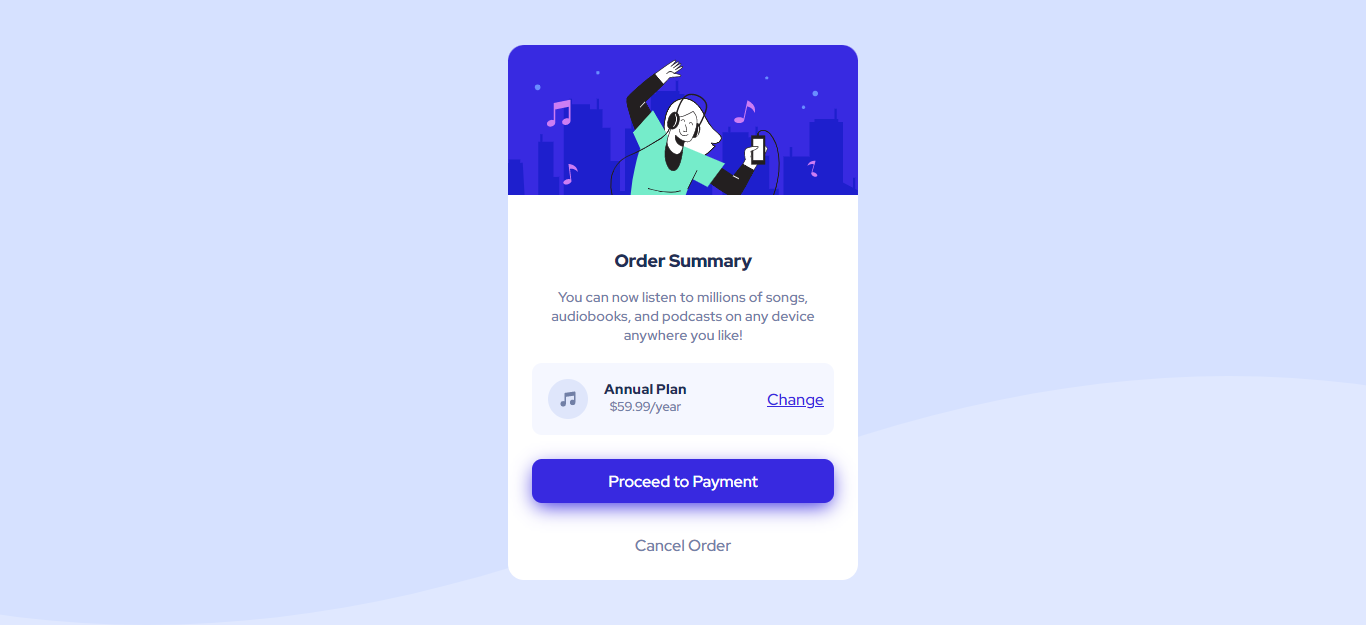 Order Summary
You can now listen to millions of songs,
audiobooks, and podcasts on any device
anywhere you like!
Annual Plan
$59.99/year
Change
Proceed to Payment
Cancel Order